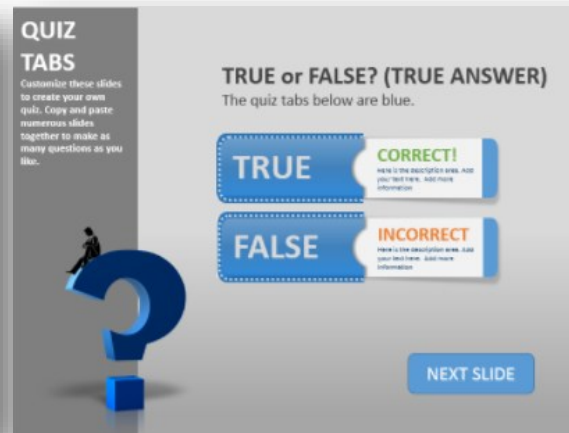 QUIZ
TABS
Customize these slides
to create your own
quiz. Copy and paste
numerous slides
together to make as
many questions as you
like.
TRUE or FALSE? (TRUE ANSWER)
The quiz tabs below are blue.
TRUE
CORRECT!
Here is the description area. Add
your text here. Add more
information
FALSE
INCORRECT
Here is the description area. Add
your text here. Add more
information
NEXT SLIDE